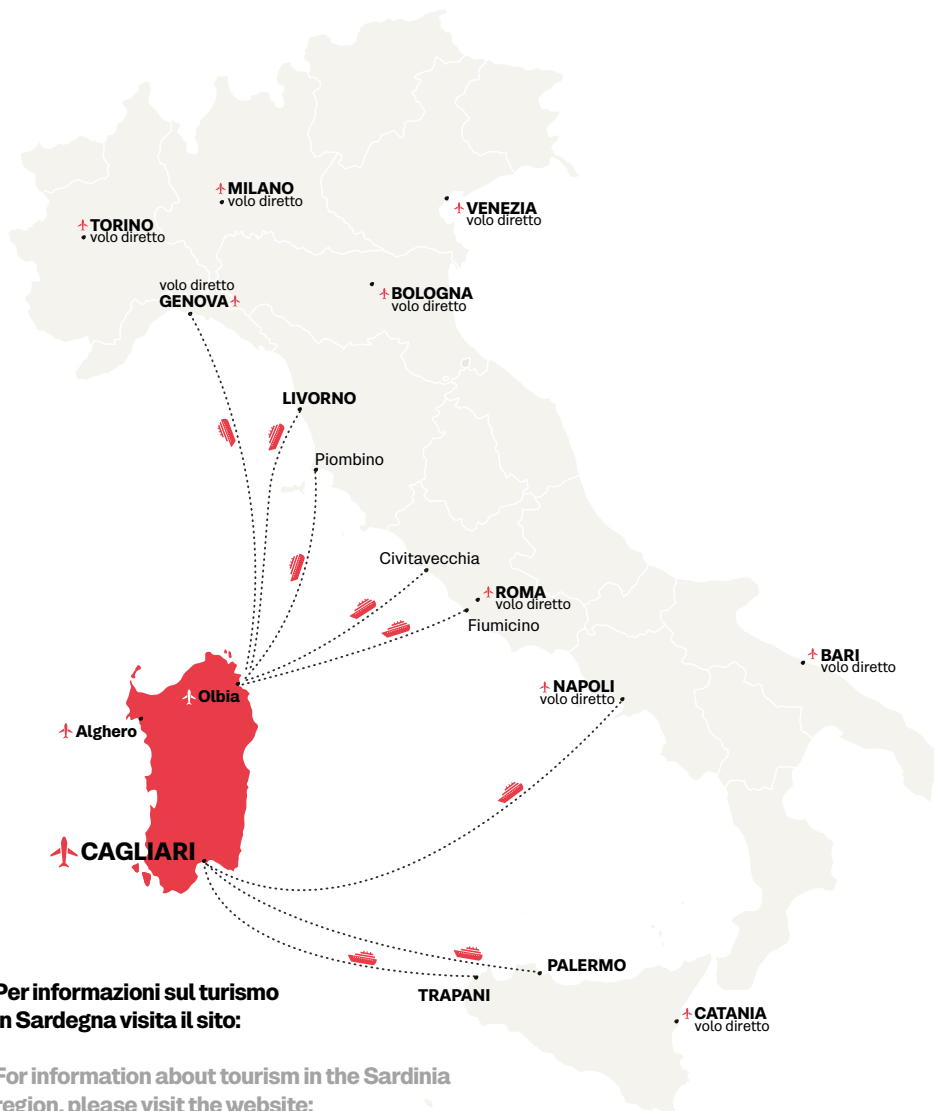 MILANO
volo diretto
VENEZIA
volo diretto
TORINO
volo diretto
volo diretto
GENOVA
BOLOGNA
volo diretto
LIVORNO
Piombino
Civitavecchia
ROMA
volo diretto
Fiumicino
BARI
volo diretto
Olbia
NAPOLI
volo diretto
Alghero
CAGLIARI
PALERMO
TRAPANI
CATANIA
volo diretto
Per informazioni sul turismo
in Sardegna visita il sito:
For information about tourism in the Sardinia
region, please visit the website: